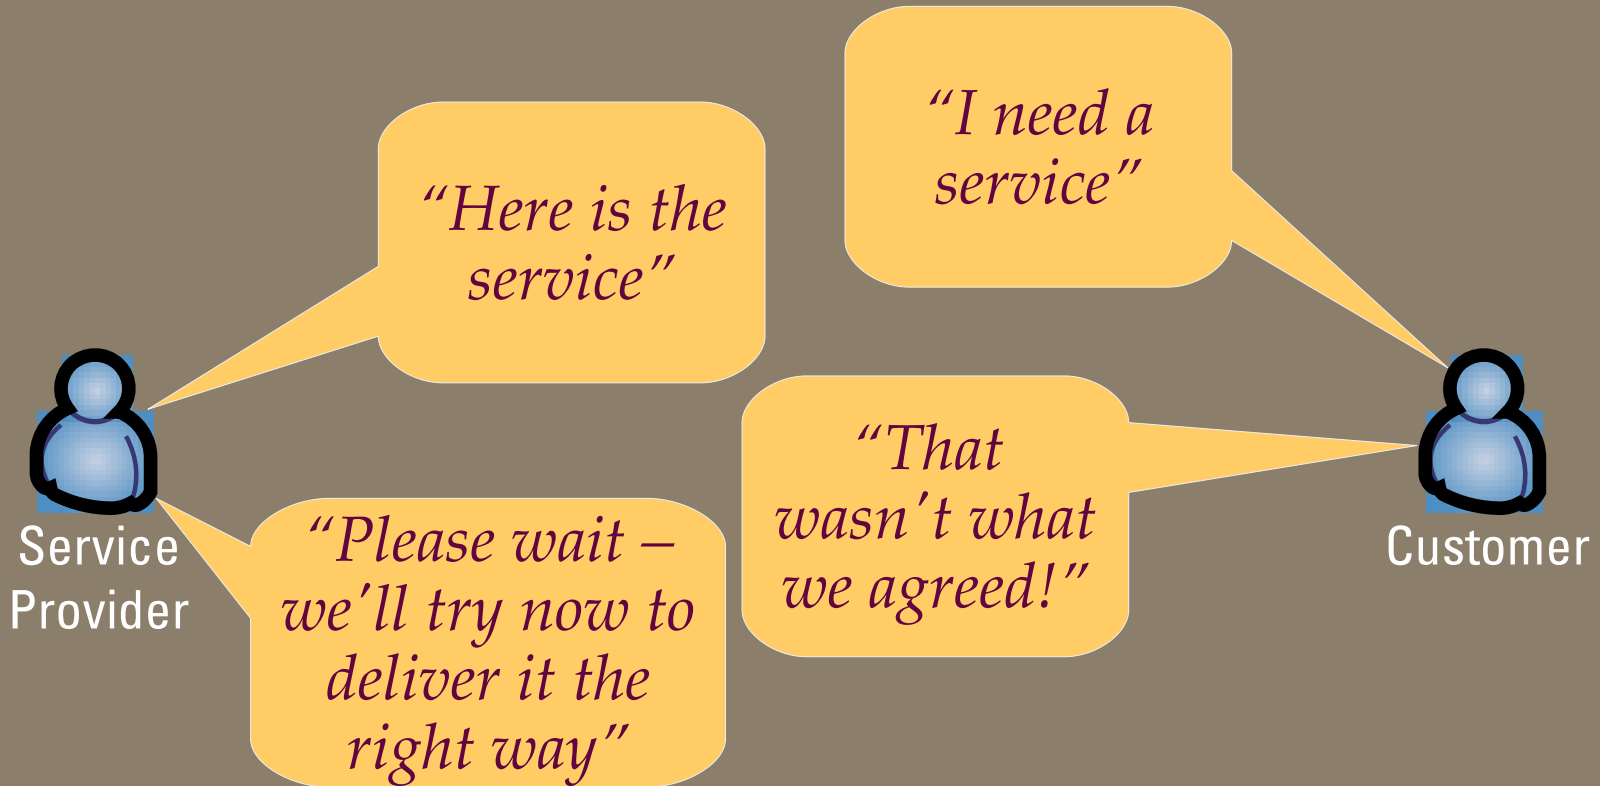 “I need a
service”
“Here is the
service”
“That
wasn’t what
we agreed!”
“Please wait –
we’ll try now to
deliver it the
right way”
Service
Provider
Customer